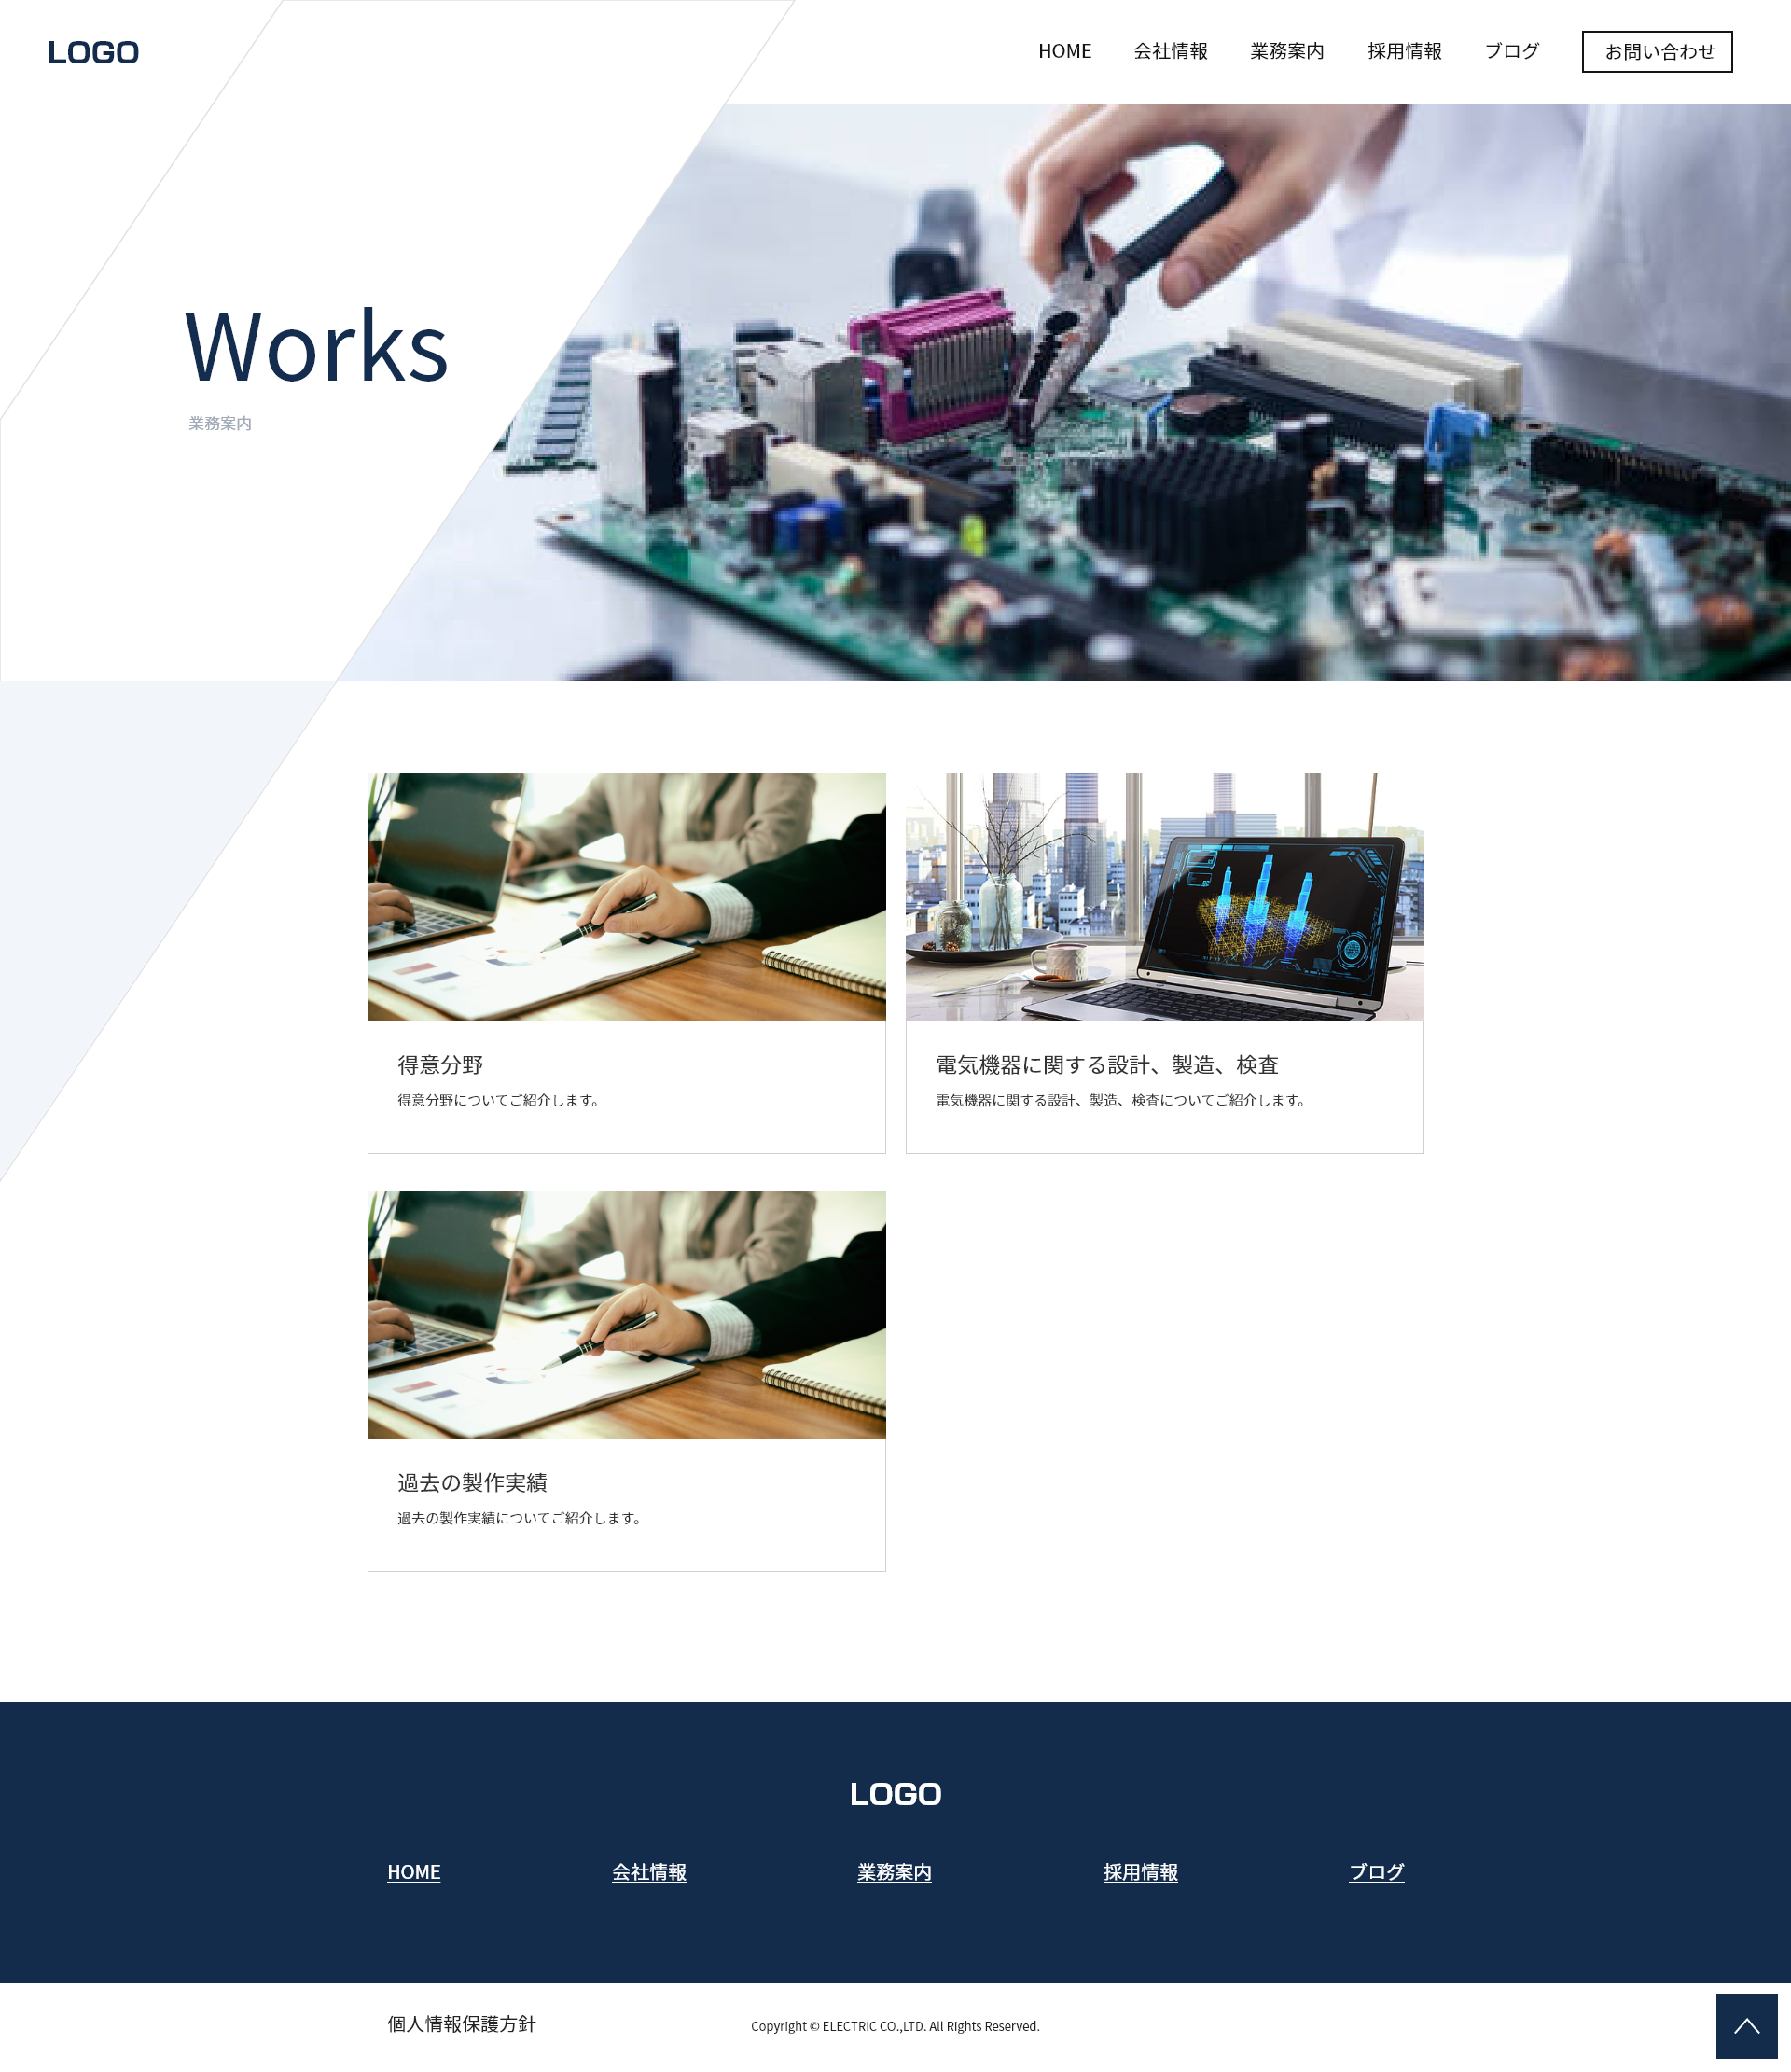 LOGO
HOME 会社情報 業務案内 採用情報 ブログ お問い合わせ
Works
業務案内
得意分野
得意分野についてご紹介します。
電気機器に関する設計、製造、検査
電気機器に関する設計、製造、検査についてご紹介します。
過去の製作実績
過去の製作実績についてご紹介します。
LOGO
HOME 会社情報 業務案内 採用情報 ブログ
個人情報保護方針
Copyright © ELECTRIC CO.,LTD. All Rights Reserved.